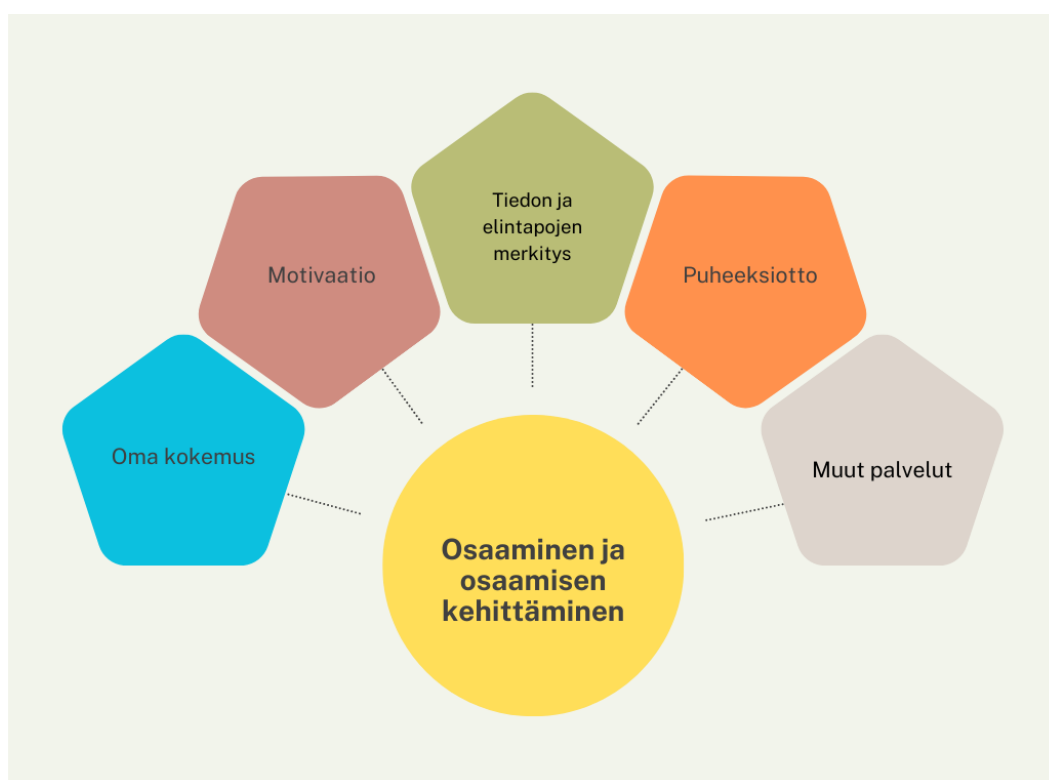 Tiedon ja
elintapojen
merkitys
Motivaatio
Puheeksiotto
Oma kokemus
Muut palvelut
Osaaminen ja
osaamisen
kehittäminen